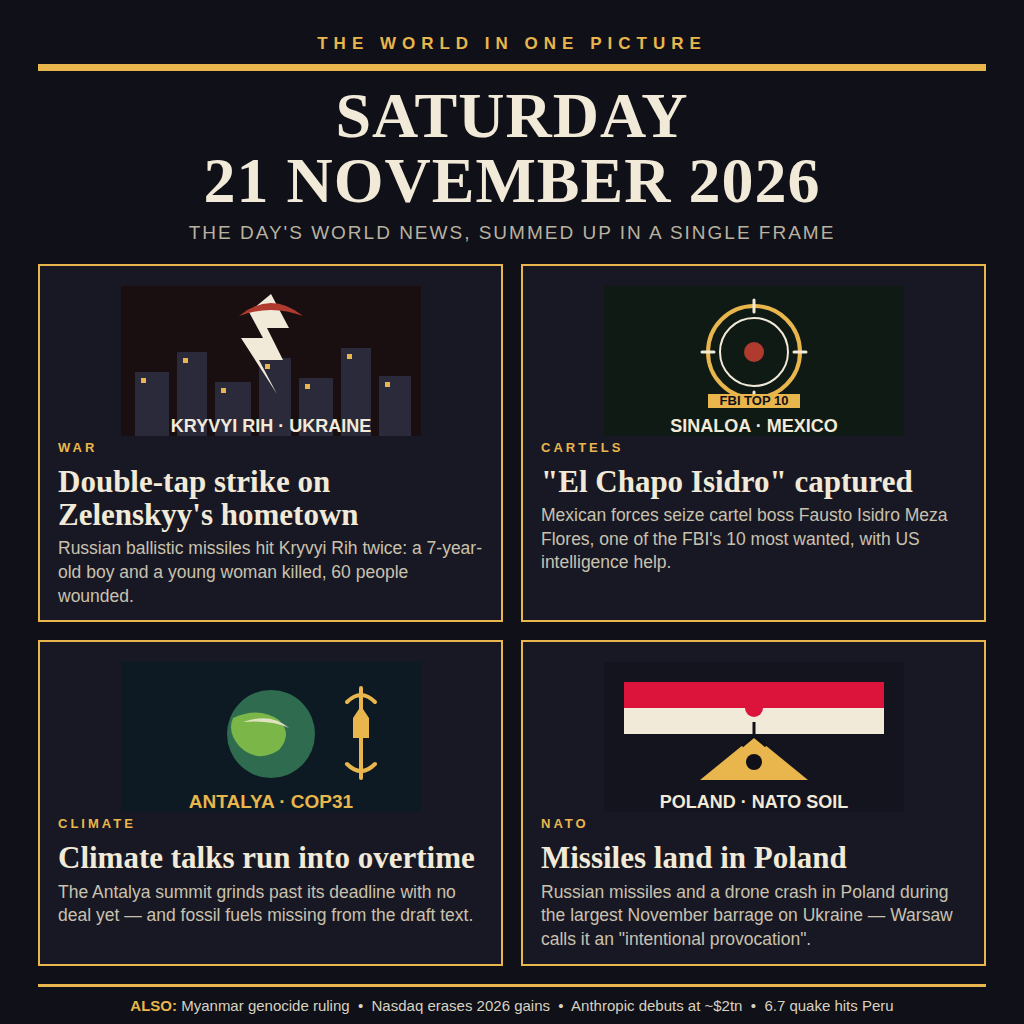 THE WORLD IN ONE PICTURE
SATURDAY
21 NOVEMBER 2026
THE DAY'S WORLD NEWS, SUMMED UP IN A SINGLE FRAME
KRYVYI RIH · UKRAINE
WAR
Double-tap strike on
Zelenskyy's hometown
Russian ballistic missiles hit Kryvyi Rih twice: a 7-year-
old boy and a young woman killed, 60 people
wounded.
FBI TOP 10
SINALOA · MEXICO
CARTELS
"El Chapo Isidro" captured
Mexican forces seize cartel boss Fausto Isidro Meza
Flores, one of the FBI's 10 most wanted, with US
intelligence help.
ANTALYA · COP31
CLIMATE
Climate talks run into overtime
The Antalya summit grinds past its deadline with no
deal yet — and fossil fuels missing from the draft text.
POLAND · NATO SOIL
NATO
Missiles land in Poland
Russian missiles and a drone crash in Poland during
the largest November barrage on Ukraine — Warsaw
calls it an "intentional provocation".
ALSO: Myanmar genocide ruling • Nasdaq erases 2026 gains • Anthropic debuts at ~$2tn • 6.7 quake hits Peru